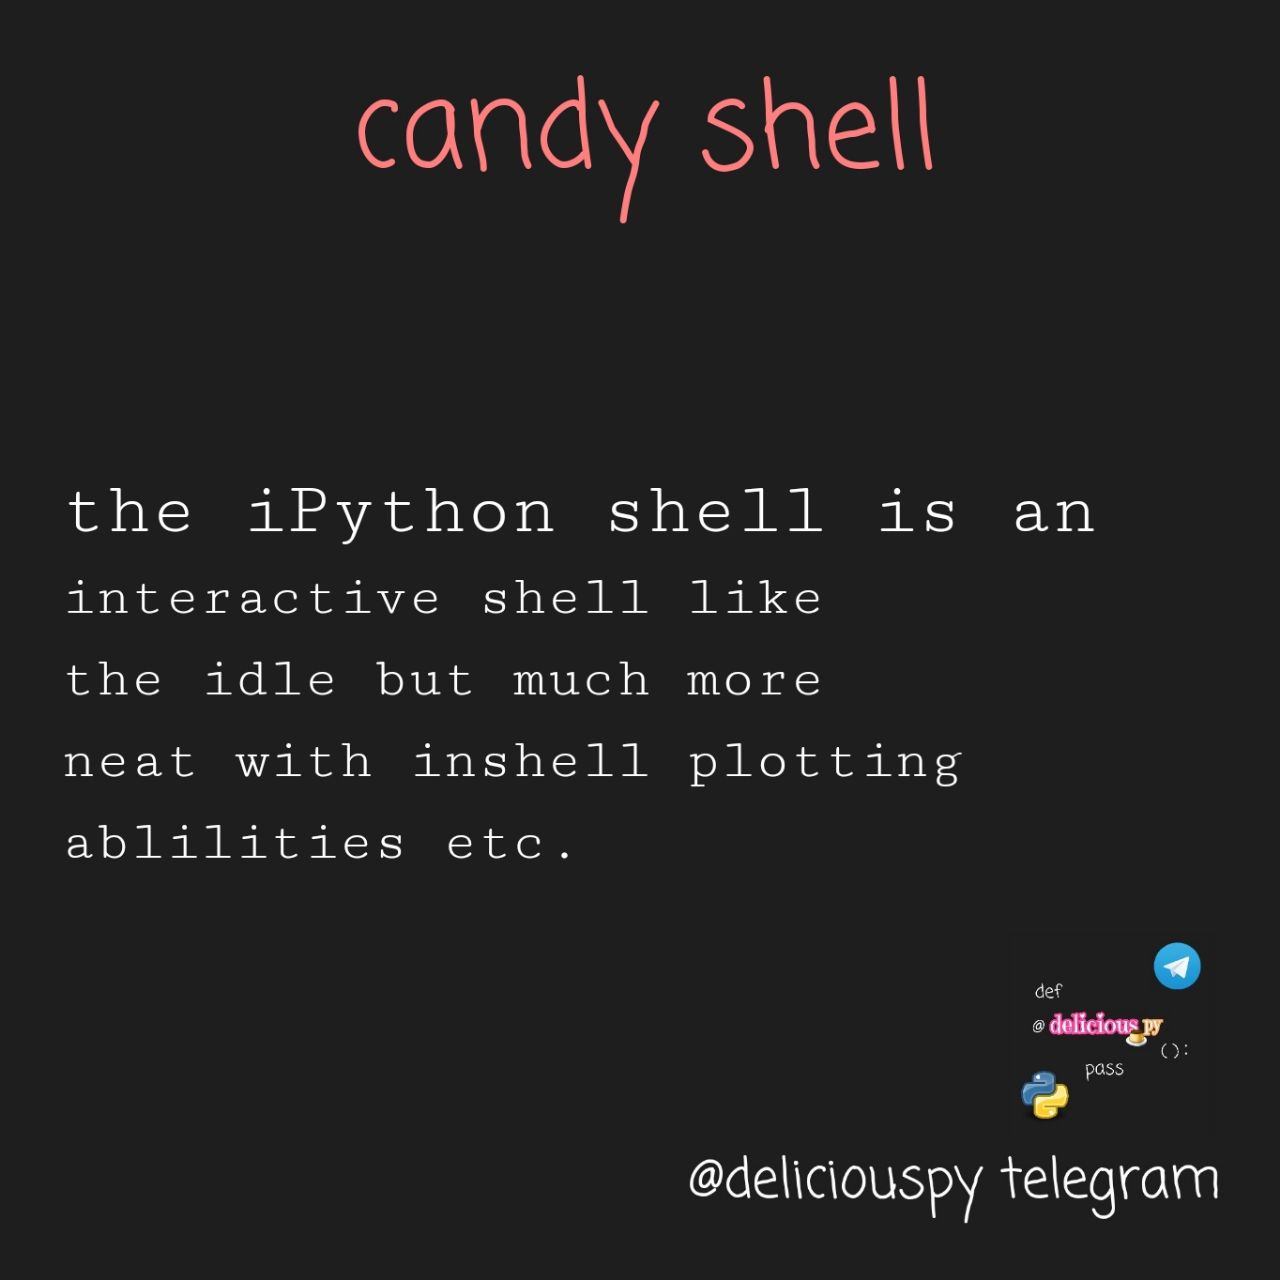 candy shell
the iPython shell is an
interactive shell like
the idle but much more
neat with inshell plotting
ablilities etc.
def
@ delicious py
():
pass
@deliciouspy telegram